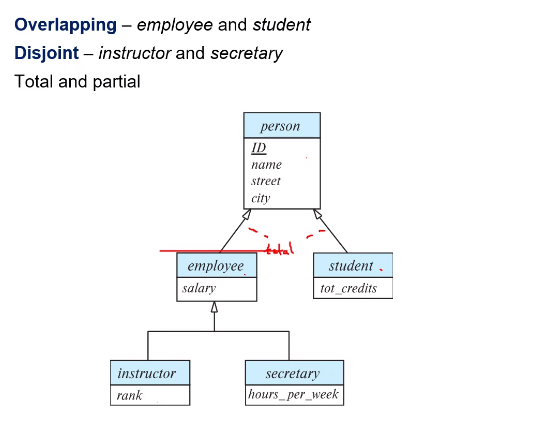 Overlapping – employee and student
Disjoint – instructor and secretary
Total and partial
person
ID
name
street
city
total
employee
salary
student
tot_credits
instructor
rank
secretary
hours_per_week